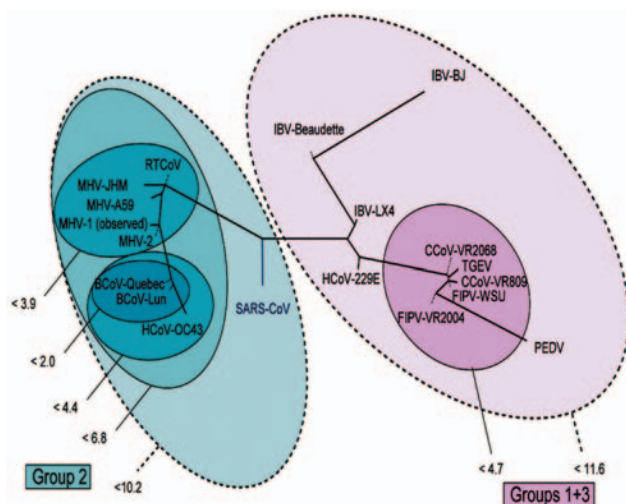 IBV-BJ
IBV-Beaudette
RTCoV
MHV-JHM
MHV-A59
MHV-1 (observed)
MHV-2
IBV-LX4
CCoV-VR2068
TGEV
HCoV-229E
CCoV-VR809
BCoV-Quebec
FIPV-WSU
BCoV-Lun
SARS-CoV
FIPV-VR2004
HCoV-OC43
PEDV
< 3.9
< 2.0
< 4.4
< 6.8
<10.2
< 4.7
< 11.6
Group 2
Groups 1+3